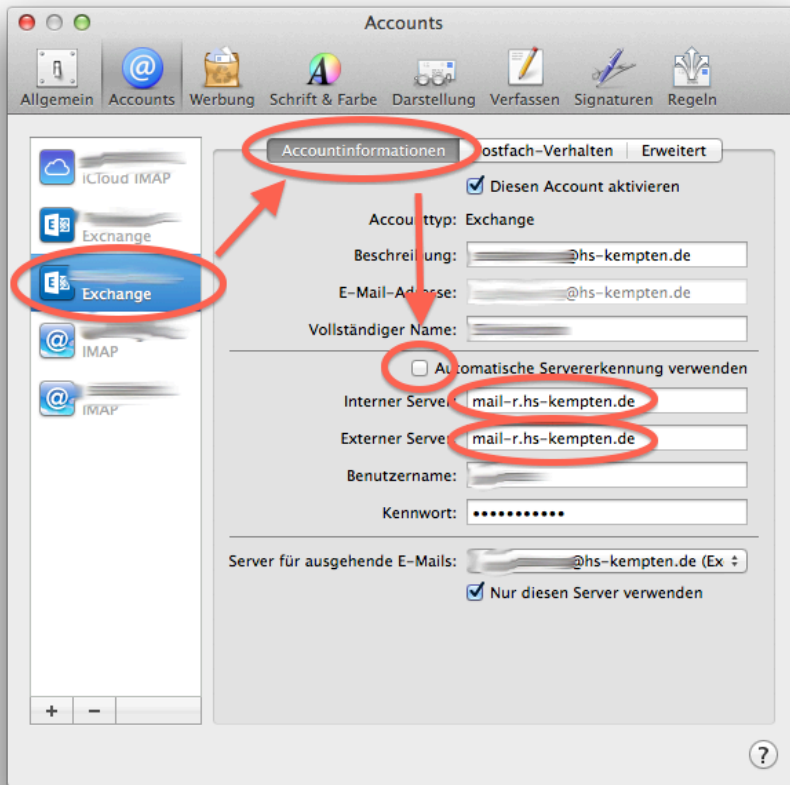 Accounts
Allgemein Accounts Werbung Schrift & Farbe Darstellung Verfassen Signaturen Regeln
iCloud IMAP
Exchange
Exchange
IMAP
IMAP
Accountinformationen ostfach-Verhalten Erweitert
Diesen Account aktivieren
Accounttyp: Exchange
Beschreibung: @hs-kempten.de
E-Mail-Adresse: @hs-kempten.de
Vollständiger Name:
Automatische Servererkennung verwenden
Interner Server: mail-r.hs-kempten.de
Externer Server mail-r.hs-kempten.de
Benutzername:
Kennwort: •••••••••••
Server für ausgehende E-Mails: @hs-kempten.de (Ex
Nur diesen Server verwenden
+ −
?